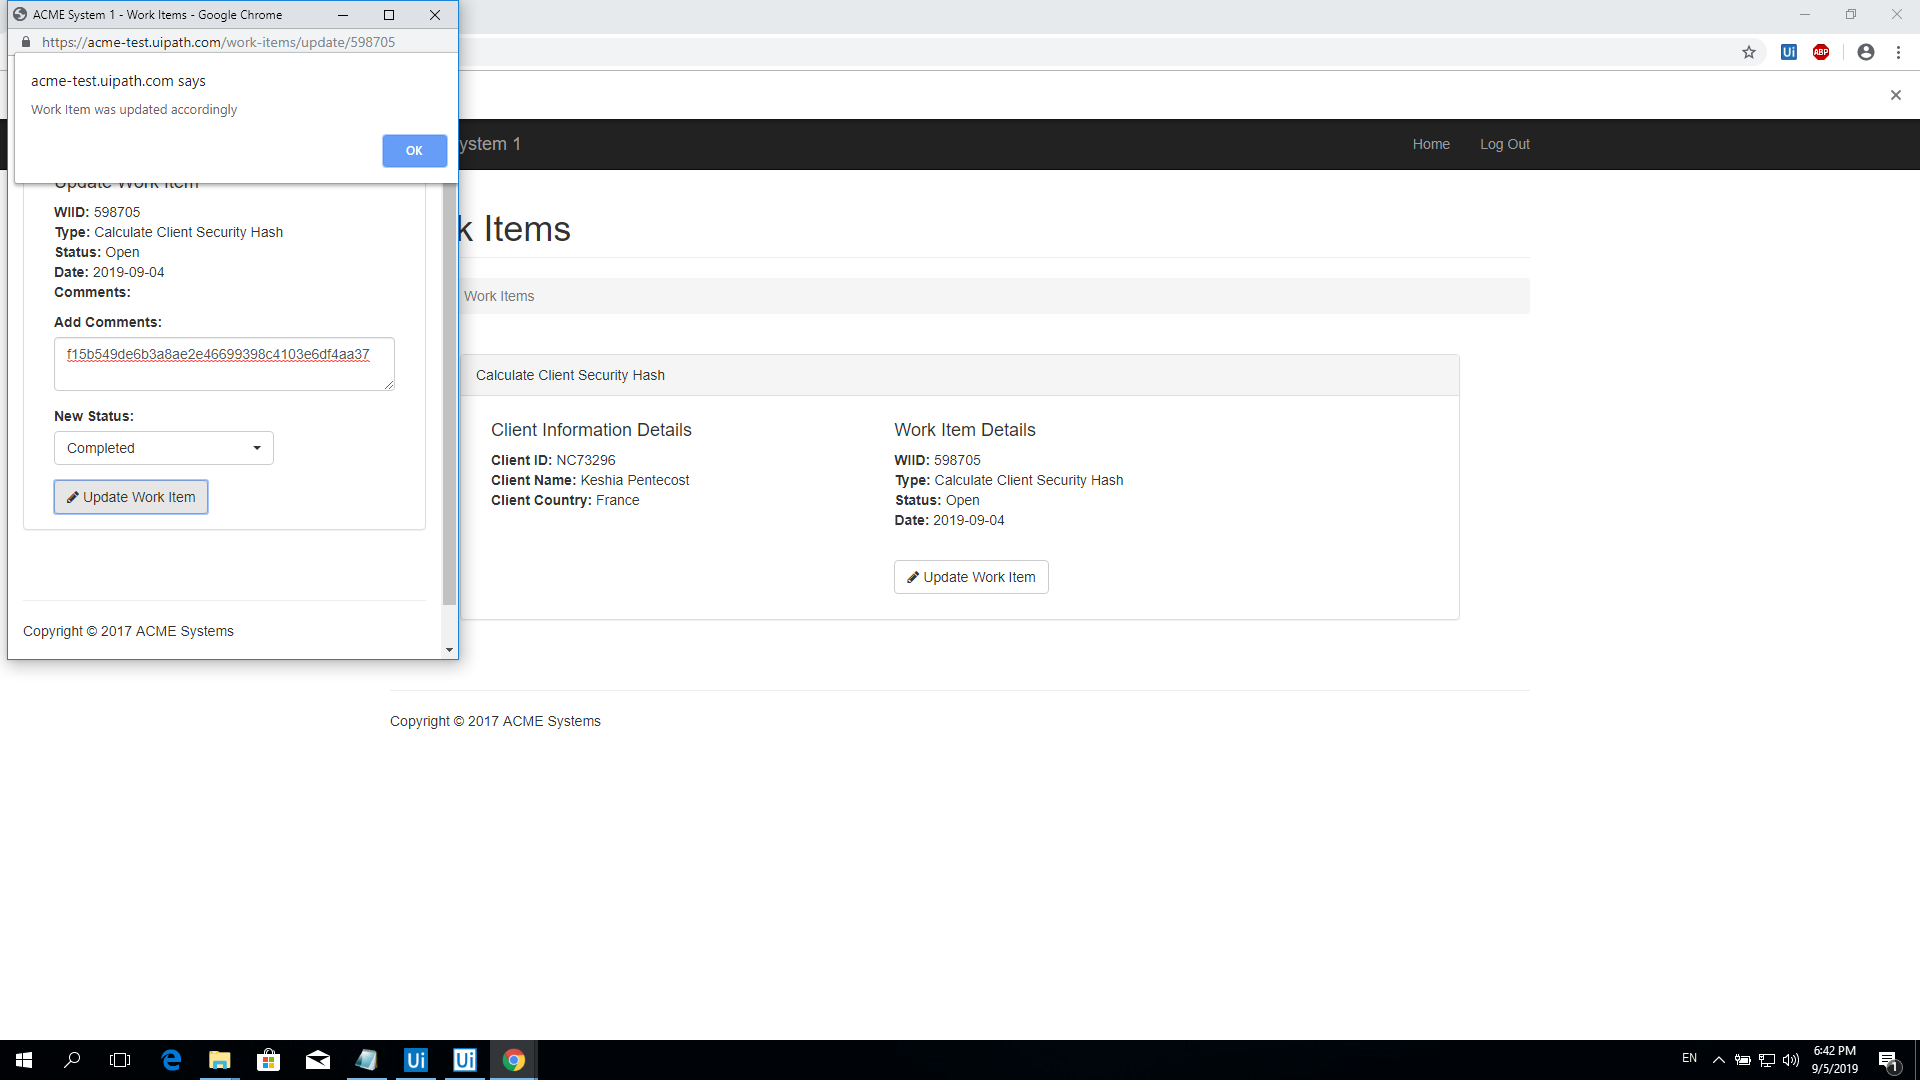 ACME System 1 - Work Items - Google Chrome
https://acme-test.uipath.com/work-items/update/598705
acme-test.uipath.com says
Work Item was updated accordingly
OK
Update Work Item
WIID: 598705
Type: Calculate Client Security Hash
Status: Open
Date: 2019-09-04
Comments:
Add Comments:
f15b549de6b3a8ae2e46699398c4103e6df4aa37
New Status:
Completed
Update Work Item
Copyright © 2017 ACME Systems
Ui
ABP
ystem 1
Home
Log Out
k Items
Work Items
Calculate Client Security Hash
Client Information Details
Client ID: NC73296
Client Name: Keshia Pentecost
Client Country: France
Work Item Details
WIID: 598705
Type: Calculate Client Security Hash
Status: Open
Date: 2019-09-04
Update Work Item
Copyright © 2017 ACME Systems
Ui
Ui
EN
6:42 PM
9/5/2019
1